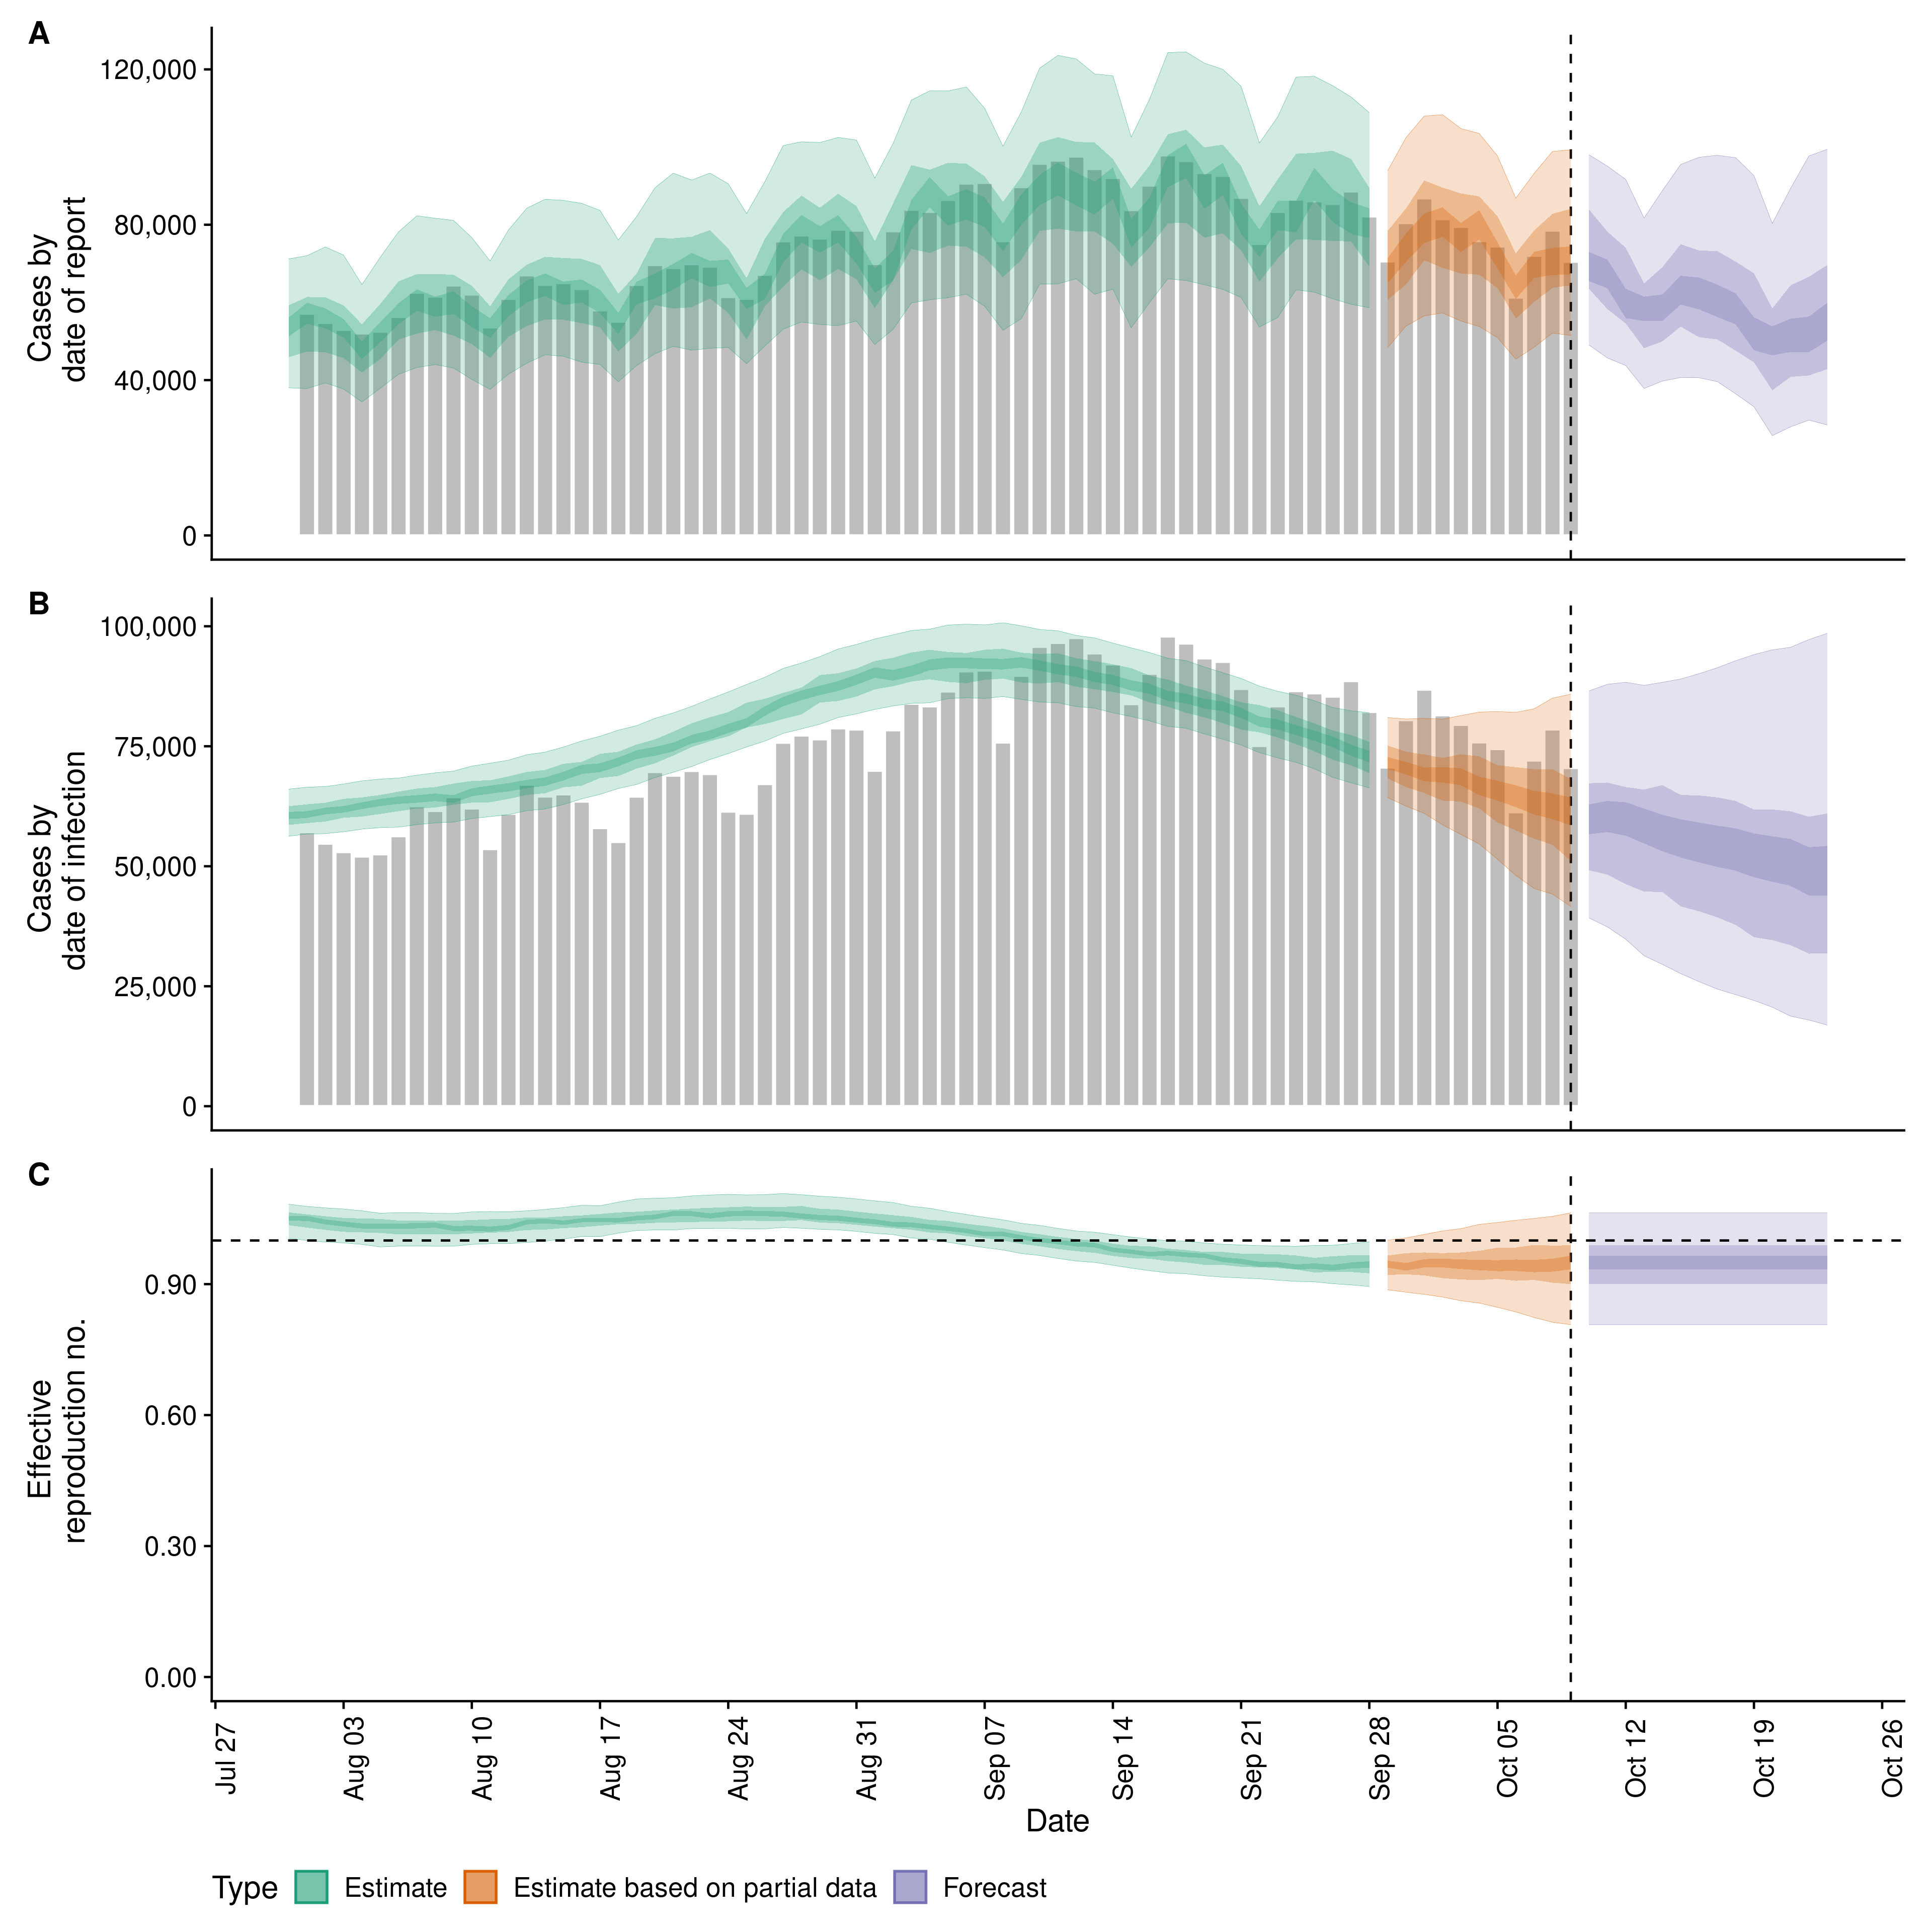 A
Cases by
date of report
120,000
80,000
40,000
0
B
Cases by
date of infection
100,000
75,000
50,000
25,000
0
C
Effective
reproduction no.
0.90
0.60
0.30
0.00
Jul 27
Aug 03
Aug 10
Aug 17
Aug 24
Aug 31
Sep 07
Sep 14
Sep 21
Sep 28
Oct 05
Oct 12
Oct 19
Oct 26
Date
Type Estimate Estimate based on partial data Forecast